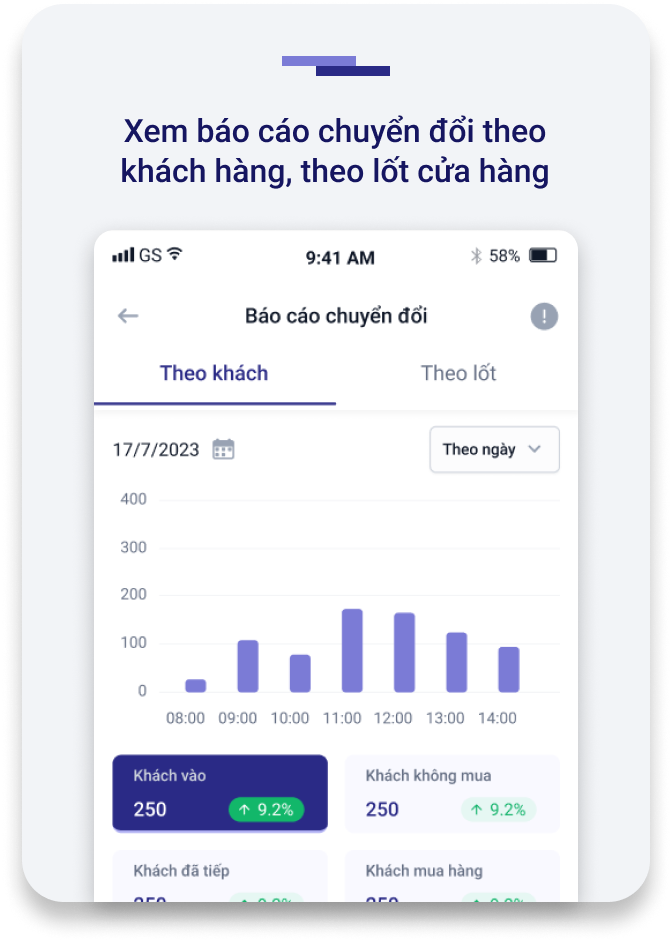 Xem báo cáo chuyển đổi theo
khách hàng, theo lốt cửa hàng
GS 9:41 AM 58%
Báo cáo chuyển đổi
Theo khách Theo lốt
17/7/2023 Theo ngày
400
300
200
100
0
08:00 09:00 10:00 11:00 12:00 13:00 14:00
Khách vào Khách không mua
250 9.2% 250 9.2%
Khách đã tiếp Khách mua hàng